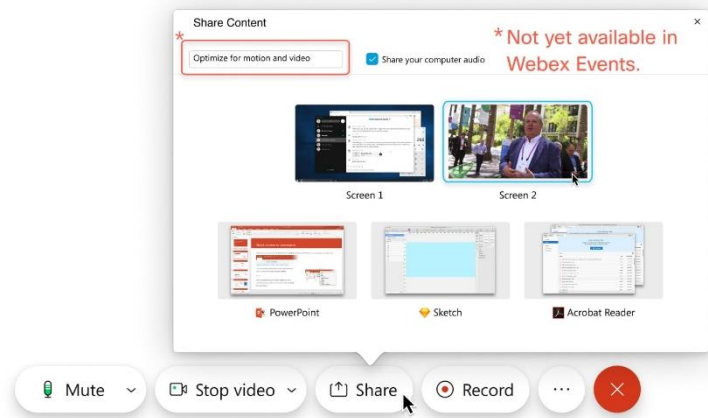 Share Content
*
Optimize for motion and video
Share your computer audio
* Not yet available in
Webex Events.
Screen 1
Screen 2
PowerPoint
Sketch
Acrobat Reader
Mute
Stop video
Share
Record